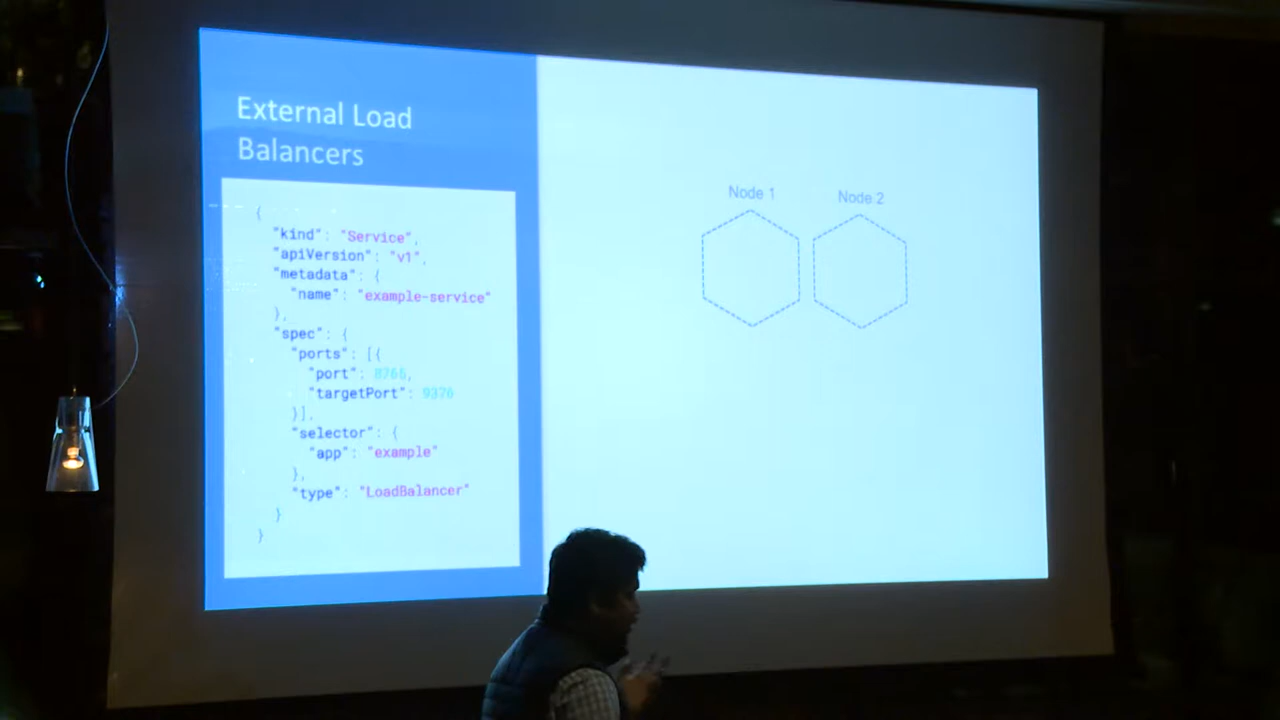 External Load
Balancers
{
"kind": "Service",
"apiVersion": "v1",
"metadata": {
"name": "example-service"
},
"spec": {
"ports": [{
"port": 8766,
"targetPort": 9376
}],
"selector": {
"app": "example"
},
"type": "LoadBalancer"
}
}
Node 1
Node 2